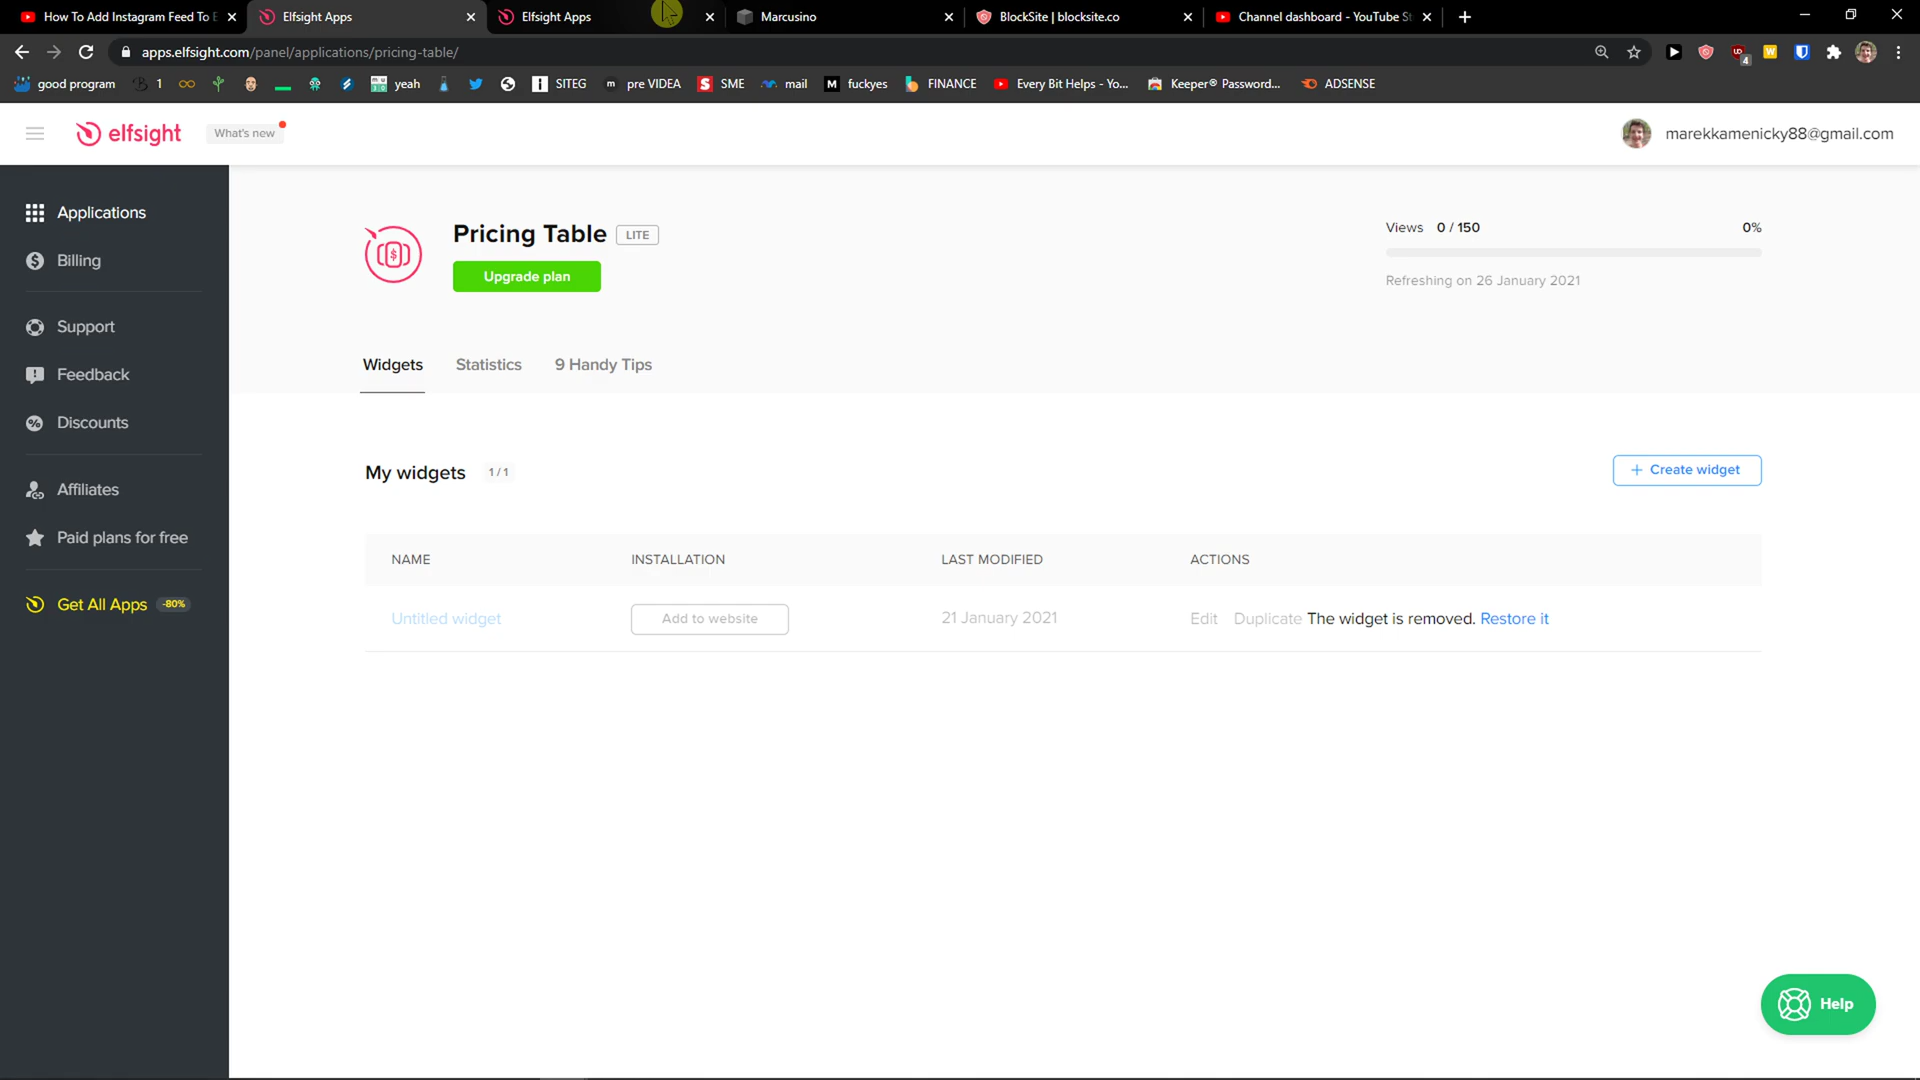 How To Add Instagram Feed To E
Elfsight Apps
Elfsight Apps
Marcusino
BlockSite | blocksite.co
Channel dashboard - YouTube St
apps.elfsight.com/panel/applications/pricing-table/
4
good program
1
yeah
SITEG
pre VIDEA
SME
mail
fuckyes
FINANCE
Every Bit Helps - Yo...
Keeper® Password...
ADSENSE
elfsight
What's new
marekkamenicky88@gmail.com
Applications
Billing
Support
Feedback
Discounts
Affiliates
Paid plans for free
Get All Apps -80%
Pricing Table LITE
Upgrade plan
Views 0 / 150 0%
Refreshing on 26 January 2021
Widgets Statistics 9 Handy Tips
My widgets 1 / 1
+ Create widget
NAME INSTALLATION LAST MODIFIED ACTIONS
Untitled widget Add to website 21 January 2021 Edit Duplicate The widget is removed. Restore it
Help